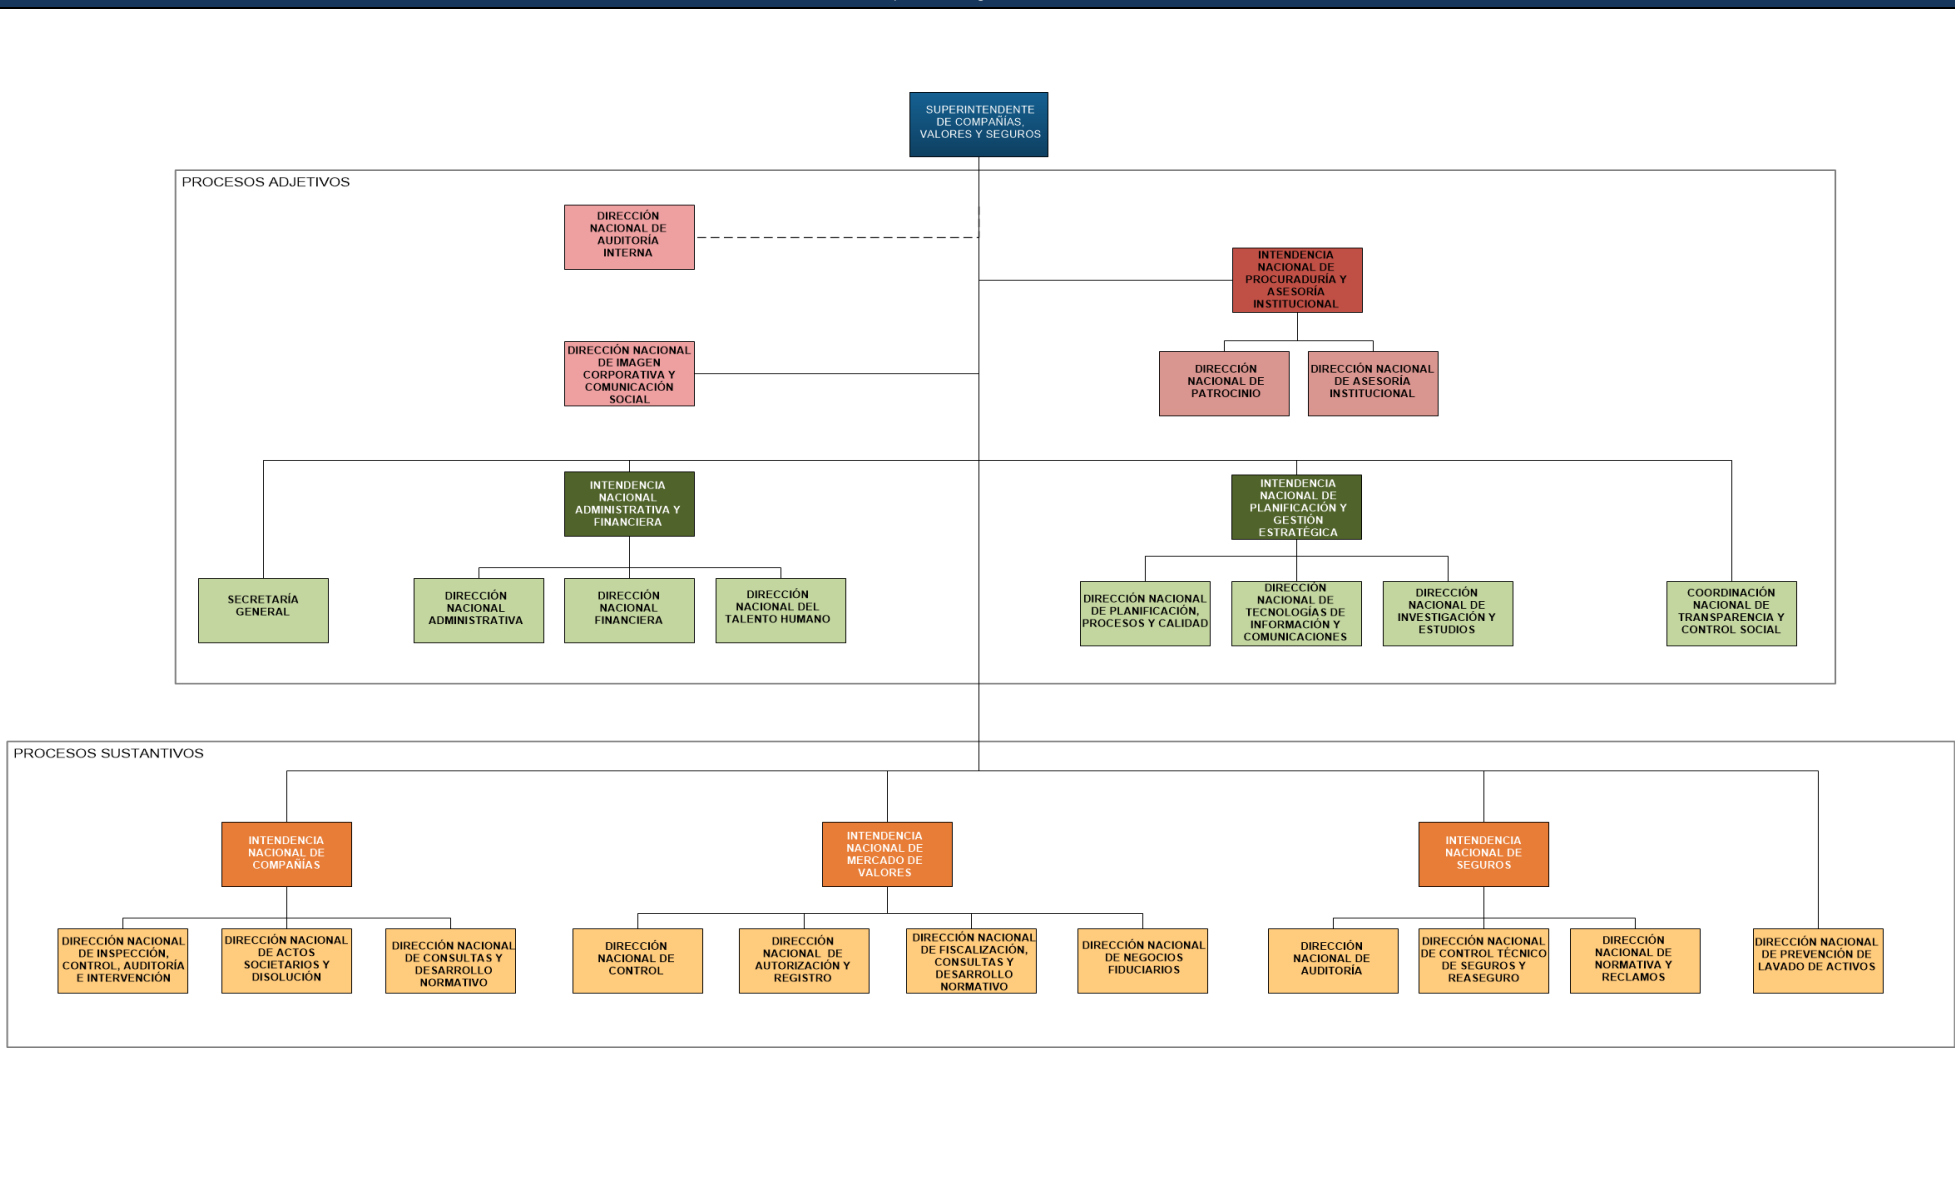 SUPERINTENDENTE
DE COMPAÑÍAS,
VALORES Y SEGUROS
PROCESOS ADJETIVOS
DIRECCIÓN
NACIONAL DE
AUDITORÍA
INTERNA
INTENDENCIA
NACIONAL DE
PROCURADURÍA Y
ASESORÍA
INSTITUCIONAL
DIRECCIÓN NACIONAL
DE IMAGEN
CORPORATIVA Y
COMUNICACIÓN
SOCIAL
DIRECCIÓN
NACIONAL DE
PATROCINIO
DIRECCIÓN NACIONAL
DE ASESORÍA
INSTITUCIONAL
INTENDENCIA
NACIONAL
ADMINISTRATIVA Y
FINANCIERA
INTENDENCIA
NACIONAL DE
PLANIFICACIÓN Y
GESTIÓN
ESTRATÉGICA
SECRETARÍA
GENERAL
DIRECCIÓN
NACIONAL
ADMINISTRATIVA
DIRECCIÓN
NACIONAL
FINANCIERA
DIRECCIÓN
NACIONAL DEL
TALENTO HUMANO
DIRECCIÓN NACIONAL
DE PLANIFICACIÓN,
PROCESOS Y CALIDAD
DIRECCIÓN
NACIONAL DE
TECNOLOGÍAS DE
INFORMACIÓN Y
COMUNICACIONES
DIRECCIÓN
NACIONAL DE
INVESTIGACIÓN Y
ESTUDIOS
COORDINACIÓN
NACIONAL DE
TRANSPARENCIA Y
CONTROL SOCIAL
PROCESOS SUSTANTIVOS
INTENDENCIA
NACIONAL DE
COMPAÑÍAS
INTENDENCIA
NACIONAL DE
MERCADO DE
VALORES
INTENDENCIA
NACIONAL DE
SEGUROS
DIRECCIÓN NACIONAL
DE INSPECCIÓN,
CONTROL, AUDITORÍA
E INTERVENCIÓN
DIRECCIÓN NACIONAL
DE ACTOS
SOCIETARIOS Y
DISOLUCIÓN
DIRECCIÓN NACIONAL
DE CONSULTAS Y
DESARROLLO
NORMATIVO
DIRECCIÓN
NACIONAL DE
CONTROL
DIRECCIÓN
NACIONAL DE
AUTORIZACIÓN Y
REGISTRO
DIRECCIÓN NACIONAL
DE FISCALIZACIÓN,
CONSULTAS Y
DESARROLLO
NORMATIVO
DIRECCIÓN NACIONAL
DE NEGOCIOS
FIDUCIARIOS
DIRECCIÓN
NACIONAL DE
AUDITORÍA
DIRECCIÓN NACIONAL
DE CONTROL TÉCNICO
DE SEGUROS Y
REASEGURO
DIRECCIÓN
NACIONAL DE
NORMATIVA Y
RECLAMOS
DIRECCIÓN NACIONAL
DE PREVENCIÓN DE
LAVADO DE ACTIVOS